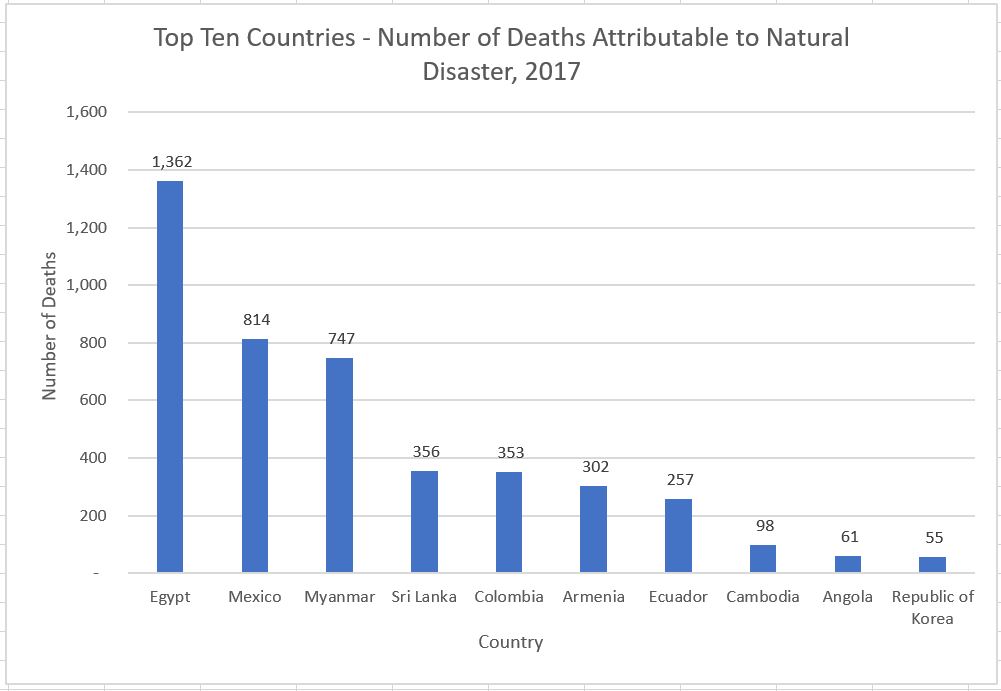 Top Ten Countries - Number of Deaths Attributable to Natural
Disaster, 2017
Number of Deaths
1,600
1,400
1,200
1,000
800
600
400
200
-
1,362
814
747
356
353
302
257
98
61
55
Egypt
Mexico
Myanmar
Sri Lanka
Colombia
Armenia
Ecuador
Cambodia
Angola
Republic of
Korea
Country